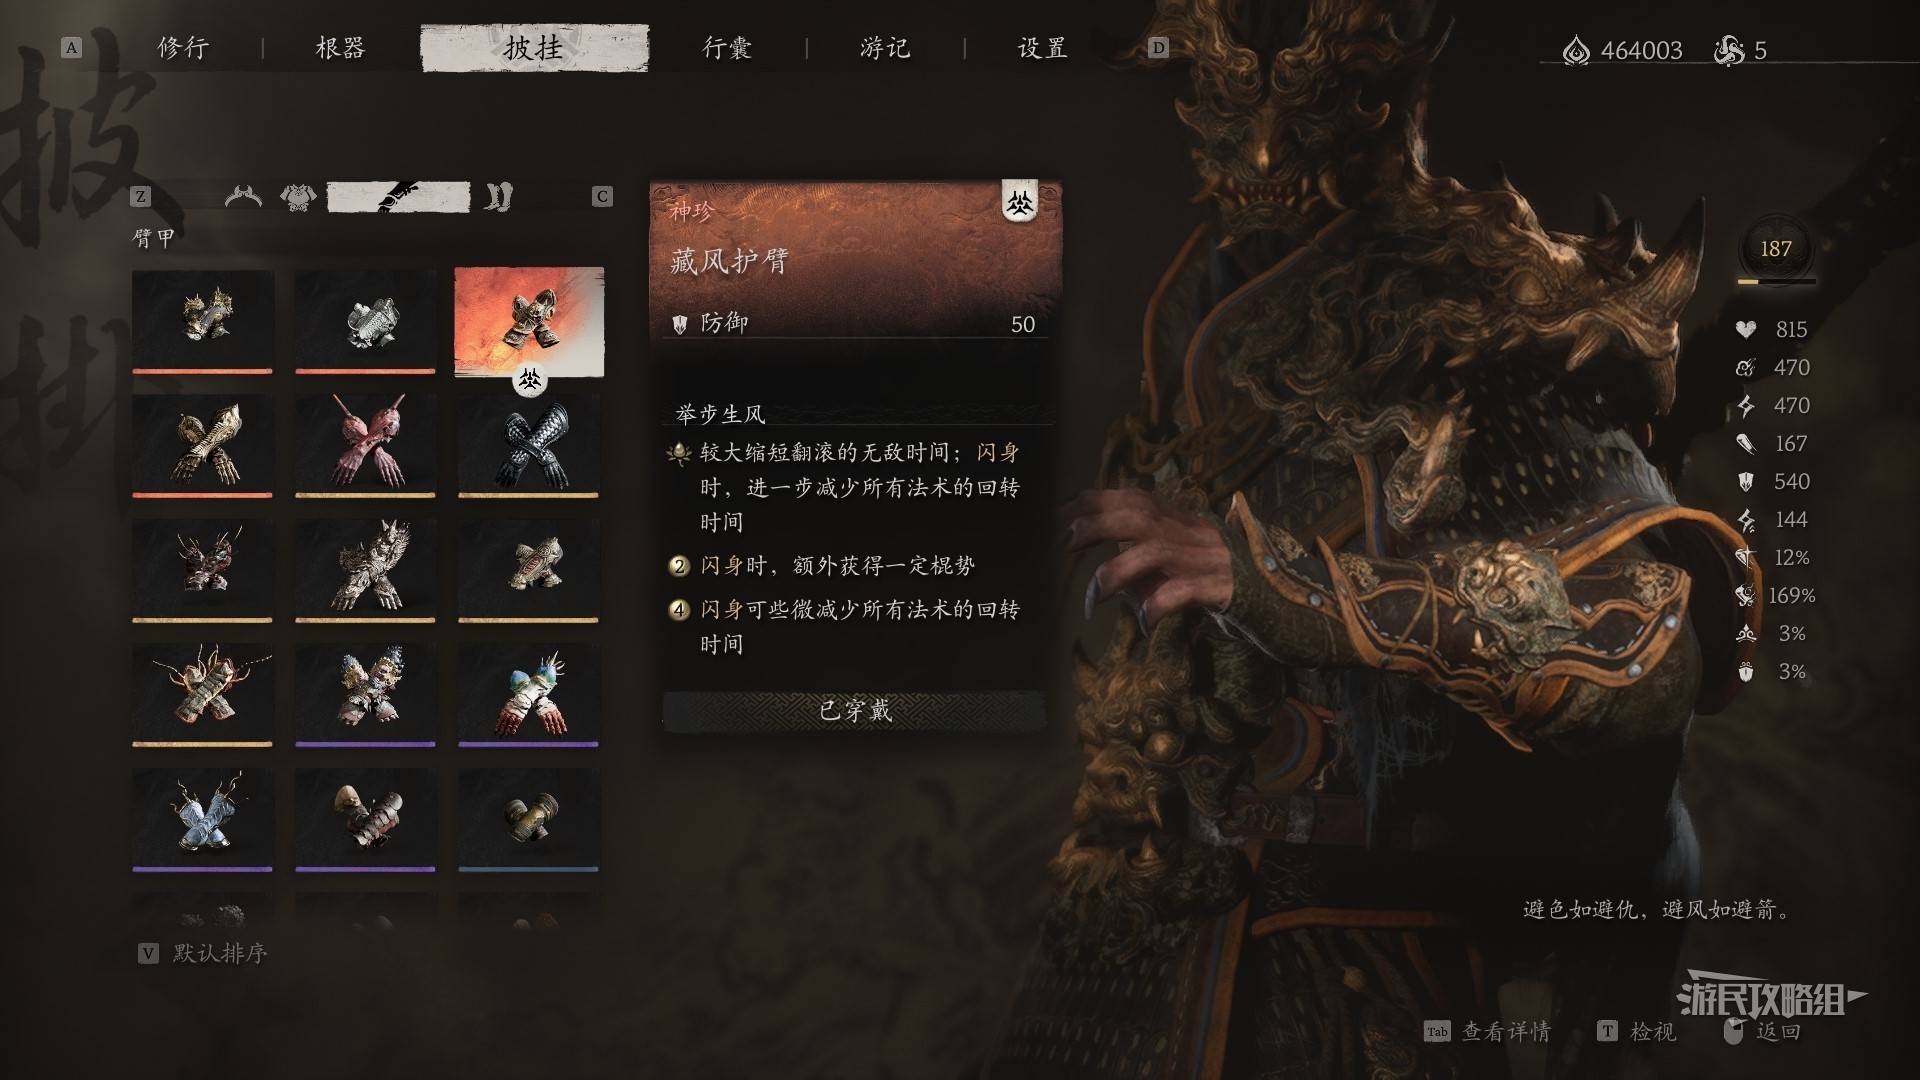 A
修行
根器
披挂
行囊
游记
设置
D
464003
5
披
掛
Z
C
臂甲
神珍
藏风护臂
防御
50
举步生风
较大缩短翻滚的无敌时间；闪身
时，进一步减少所有法术的回转
时间
2 闪身时，额外获得一定棍势
4 闪身可些微减少所有法术的回转
时间
已穿戴
187
815
470
470
167
540
144
12%
169%
3%
3%
避色如避仇，避风如避箭。
V 默认排序
游民攻略组
Tab 查看详情
T 检视
返回